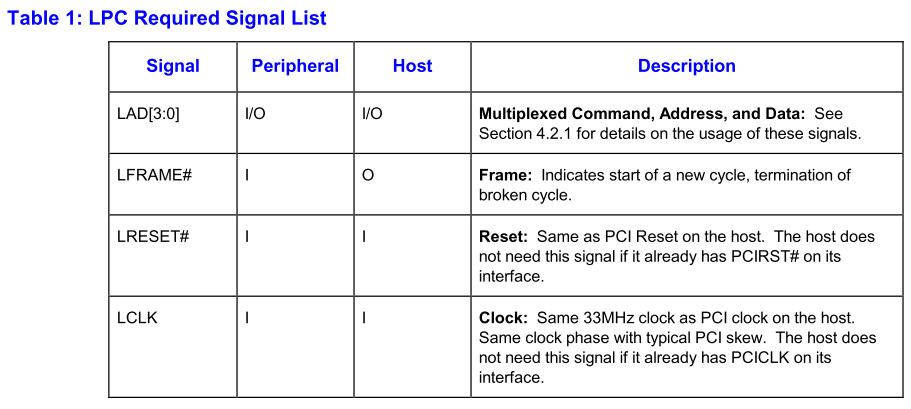 Table 1: LPC Required Signal List
Signal Peripheral Host Description
LAD[3:0] I/O I/O Multiplexed Command, Address, and Data: See
Section 4.2.1 for details on the usage of these signals.
LFRAME# I O Frame: Indicates start of a new cycle, termination of
broken cycle.
LRESET# I I Reset: Same as PCI Reset on the host. The host does
not need this signal if it already has PCIRST# on its
interface.
LCLK I I Clock: Same 33MHz clock as PCI clock on the host.
Same clock phase with typical PCI skew. The host does
not need this signal if it already has PCICLK on its
interface.